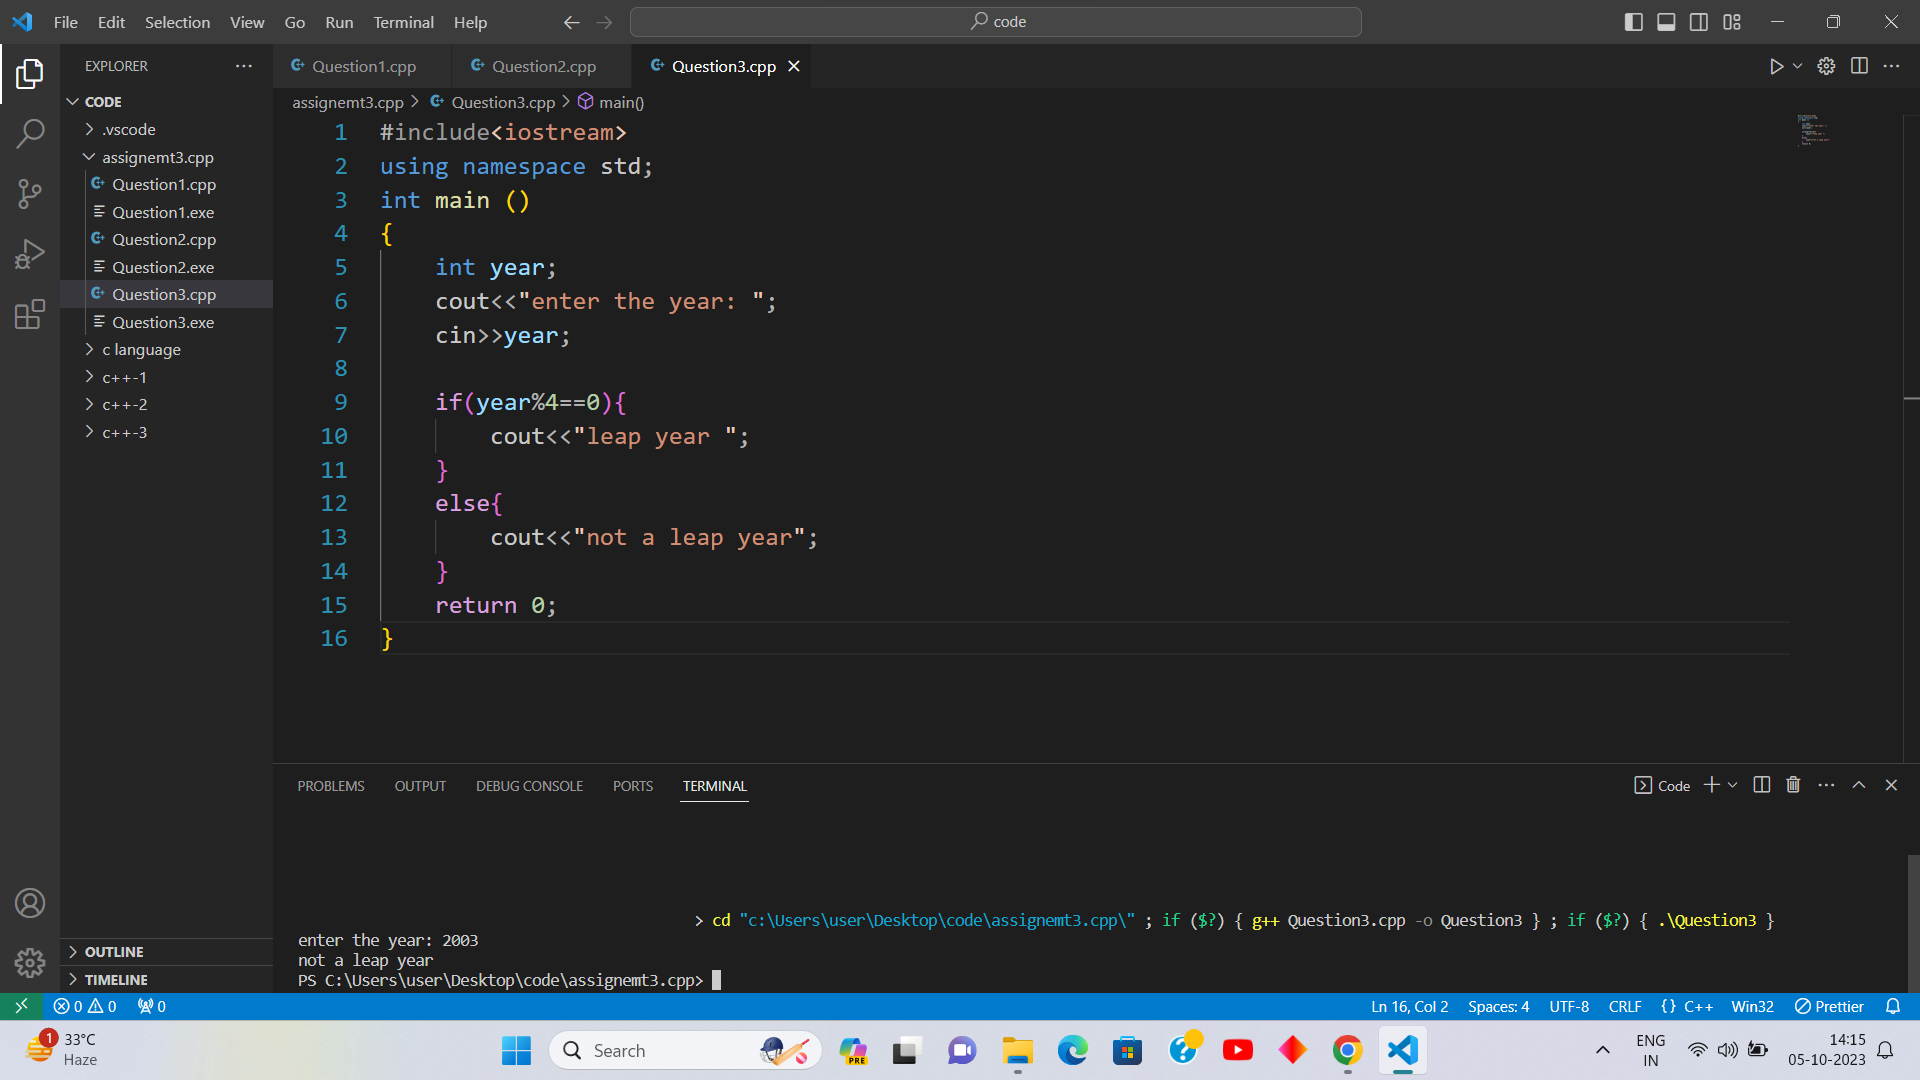 File Edit Selection View Go Run Terminal Help
code
EXPLORER
CODE
.vscode
assignemt3.cpp
Question1.cpp
Question1.exe
Question2.cpp
Question2.exe
Question3.cpp
Question3.exe
c language
c++-1
c++-2
c++-3
OUTLINE
TIMELINE
Question1.cpp Question2.cpp Question3.cpp
assignemt3.cpp > Question3.cpp > main()
1 #include<iostream>
2 using namespace std;
3 int main ()
4 {
5 int year;
6 cout<<"enter the year: ";
7 cin>>year;
8
9 if(year%4==0){
10 cout<<"leap year ";
11 }
12 else{
13 cout<<"not a leap year";
14 }
15 return 0;
16 }
PROBLEMS OUTPUT DEBUG CONSOLE PORTS TERMINAL
Code
> cd "c:\Users\user\Desktop\code\assignemt3.cpp\" ; if ($?) { g++ Question3.cpp -o Question3 } ; if ($?) { .\Question3 }
enter the year: 2003
not a leap year
PS C:\Users\user\Desktop\code\assignemt3.cpp>
0 0 0
Ln 16, Col 2 Spaces: 4 UTF-8 CRLF {} C++ Win32 Prettier
1
33°C
Haze
Search
PRE
ENG
IN
14:15
05-10-2023